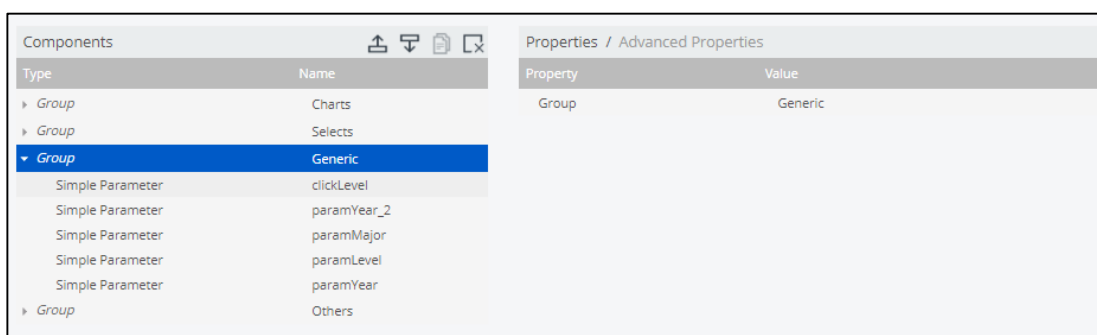 Components
Properties / Advanced Properties
Type Name
Property Value
Group Charts
Group Generic
Group Selects
Group Generic
Simple Parameter clickLevel
Simple Parameter paramYear_2
Simple Parameter paramMajor
Simple Parameter paramLevel
Simple Parameter paramYear
Group Others